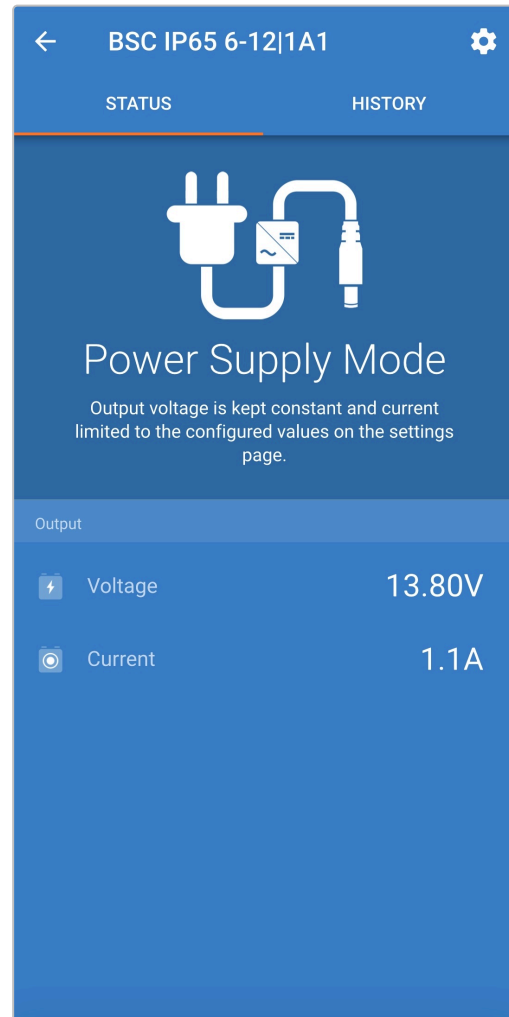 BSC IP65 6-12|1A1
STATUS
HISTORY
Power Supply Mode
Output voltage is kept constant and current
limited to the configured values on the settings
page.
Output
Voltage
13.80V
Current
1.1A